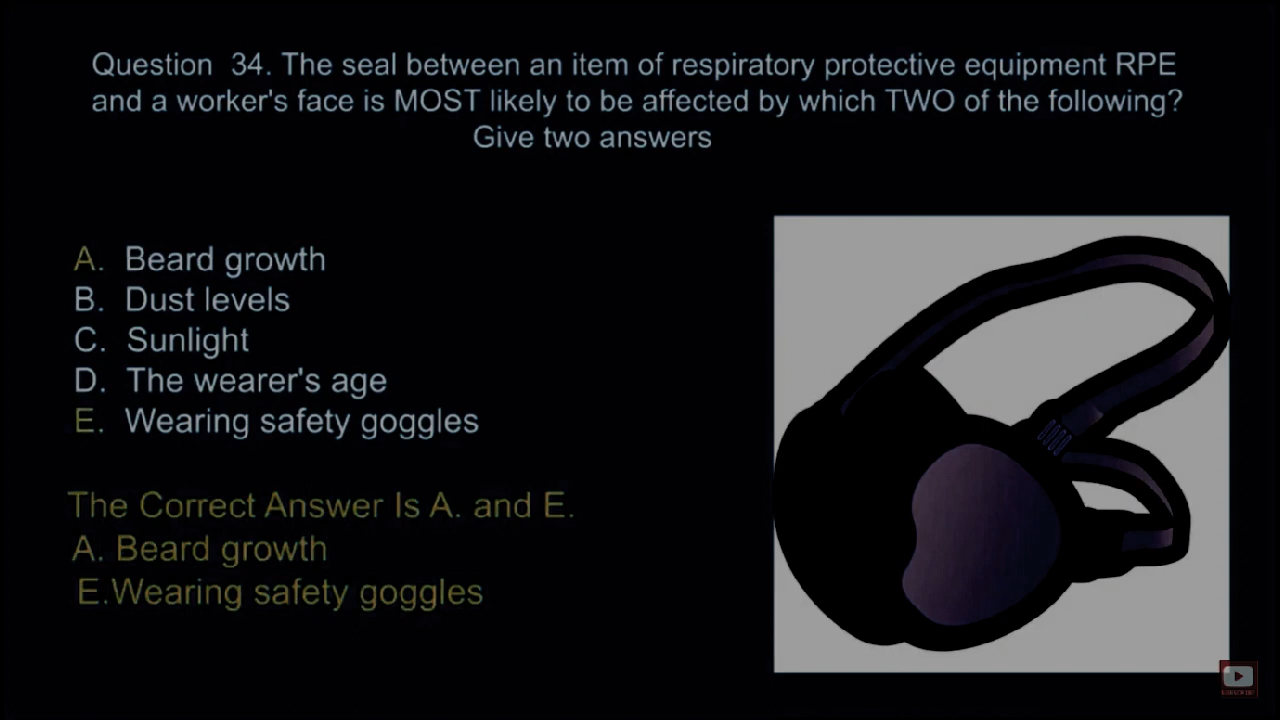 Question 34. The seal between an item of respiratory protective equipment RPE
and a worker's face is MOST likely to be affected by which TWO of the following?
Give two answers
A. Beard growth
B. Dust levels
C. Sunlight
D. The wearer's age
E. Wearing safety goggles
The Correct Answer Is A. and E.
A. Beard growth
E.Wearing safety goggles